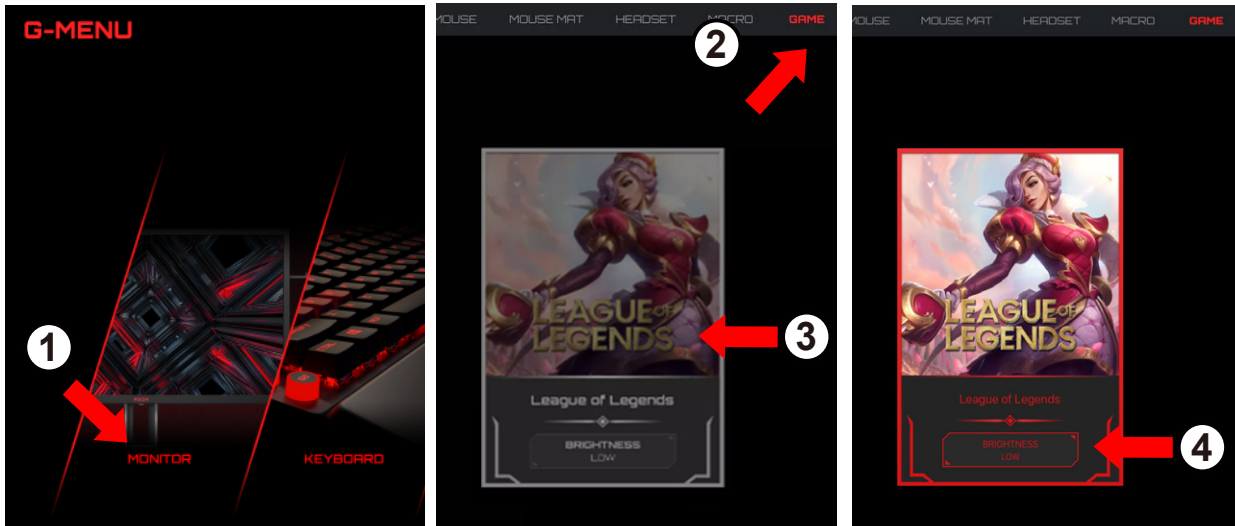 G-MENU
1
MONITOR
KEYBOARD
MOUSE MOUSE MAT HEADSET MACRO GAME
2
LEAGUE OF
LEGENDS
3
League of Legends
BRIGHTNESS
LOW
MOUSE MOUSE MAT HEADSET MACRO GAME
LEAGUE OF
LEGENDS
League of Legends
BRIGHTNESS
LOW
4